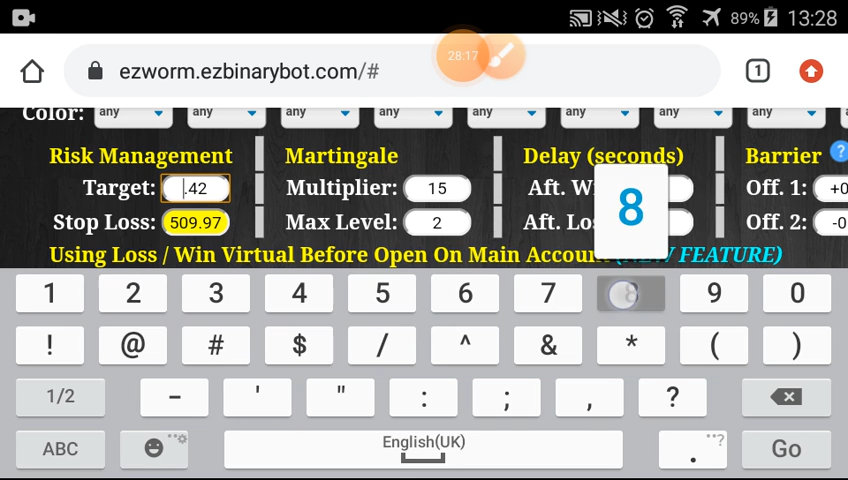 89% 13:28
ezworm.ezbinarybot.com/#
28:17
1
Color: any any any any any any any any
Risk Management Martingale Delay (seconds) Barrier ?
Target: .42 Multiplier: 15 Aft. Off. 1: +0
Stop Loss: 509.97 Max Level: 2 Aft. Off. 2: -0
8
Using Loss / Win Virtual Before Open On Main Account (NEW FEATURE)
1 2 3 4 5 6 7 8 9 0
! @ # $ / ^ & * ( )
1/2 - ' " : ; , ?
ABC English(UK) . ,? Go